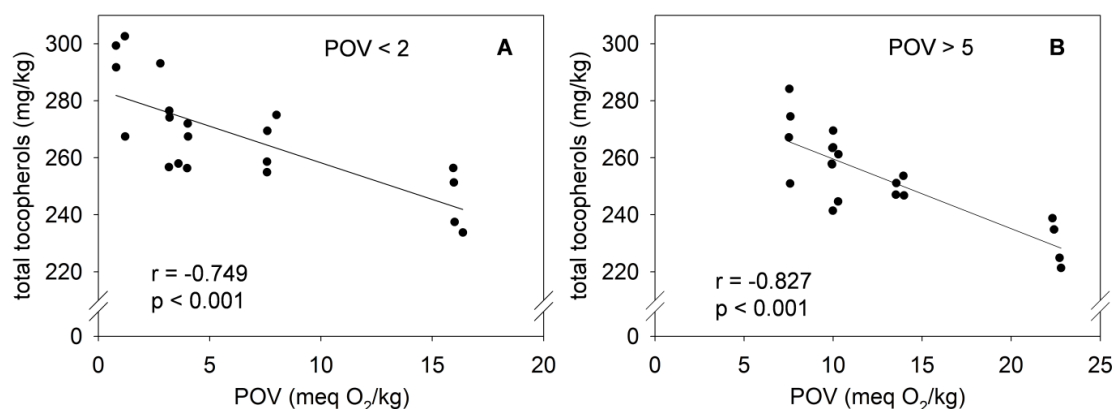 POV < 2
A
r = -0.749
p < 0.001
total tocopherols (mg/kg)
300
280
260
240
220
0
0
5
10
15
20
POV (meq O₂/kg)
POV > 5
B
r = -0.827
p < 0.001
total tocopherols (mg/kg)
300
280
260
240
220
0
0
5
10
15
20
25
POV (meq O₂/kg)